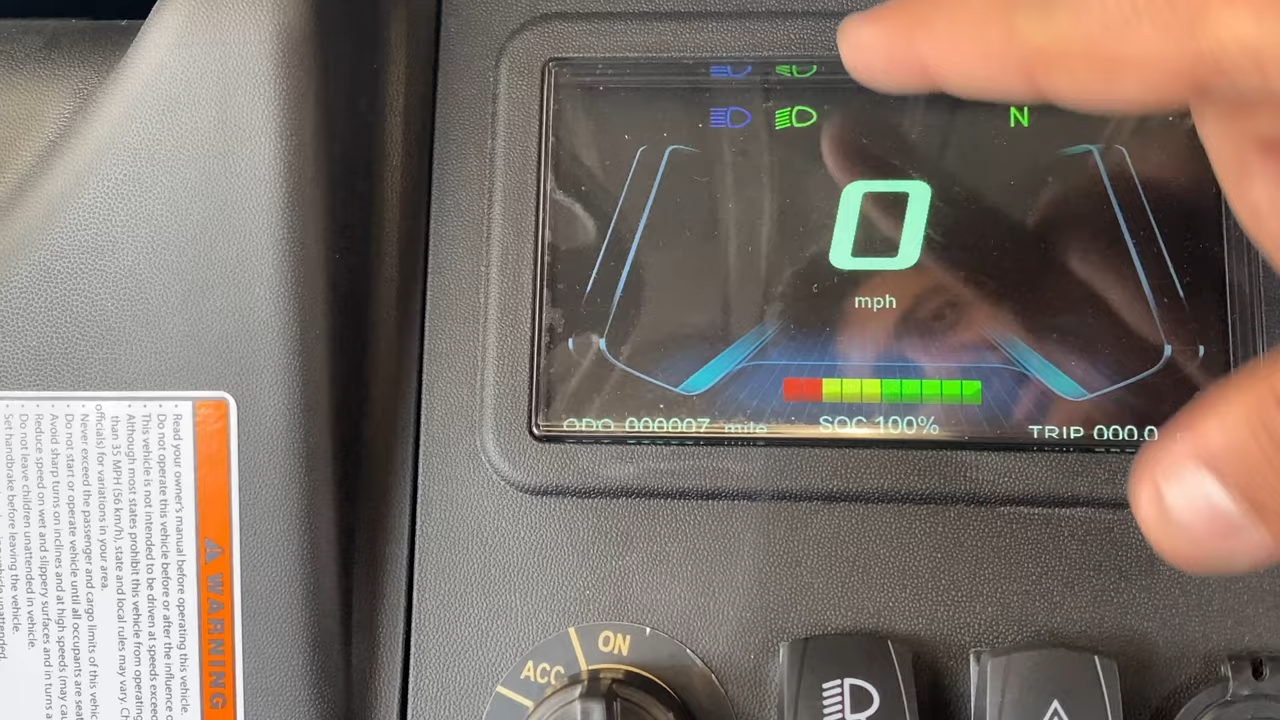 N
0
mph
ODO 000007 mile
SOC 100%
TRIP 000.0
ON
ACC
WARNING
• Read your owner's manual before operating this vehicle.
• Do not operate this vehicle before or after the influence
• This vehicle is not intended to be driven at speeds
• Although most states prohibit this vehicle from operating
than 35 MPH (56 km/h), state and local rules may vary.
officials) for variations in your area.
• Never exceed the passenger and cargo limits of this
• Do not start or operate vehicle until all occupants are
• Avoid sharp turns on inclines and at high speeds (may
• Reduce speed on wet and slippery surfaces and in turns
• Do not leave children unattended in vehicle.
• Set handbrake before leaving the vehicle.
unattended.